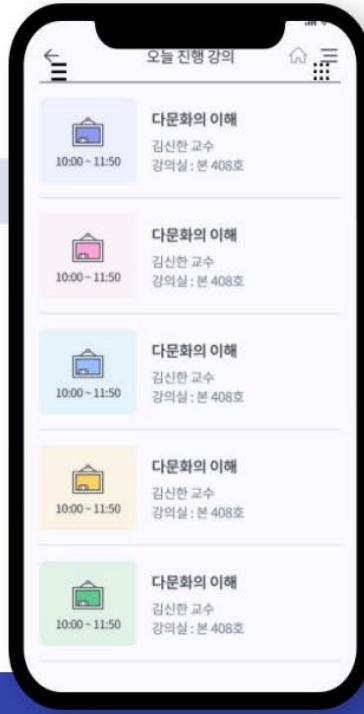 오늘 진행 강의
다문화의 이해
김신한 교수
10:00 ~ 11:50
강의실 : 본 408호
다문화의 이해
김신한 교수
10:00 ~ 11:50
강의실 : 본 408호
다문화의 이해
김신한 교수
10:00 ~ 11:50
강의실 : 본 408호
다문화의 이해
김신한 교수
10:00 ~ 11:50
강의실 : 본 408호
다문화의 이해
김신한 교수
10:00 ~ 11:50
강의실 : 본 408호